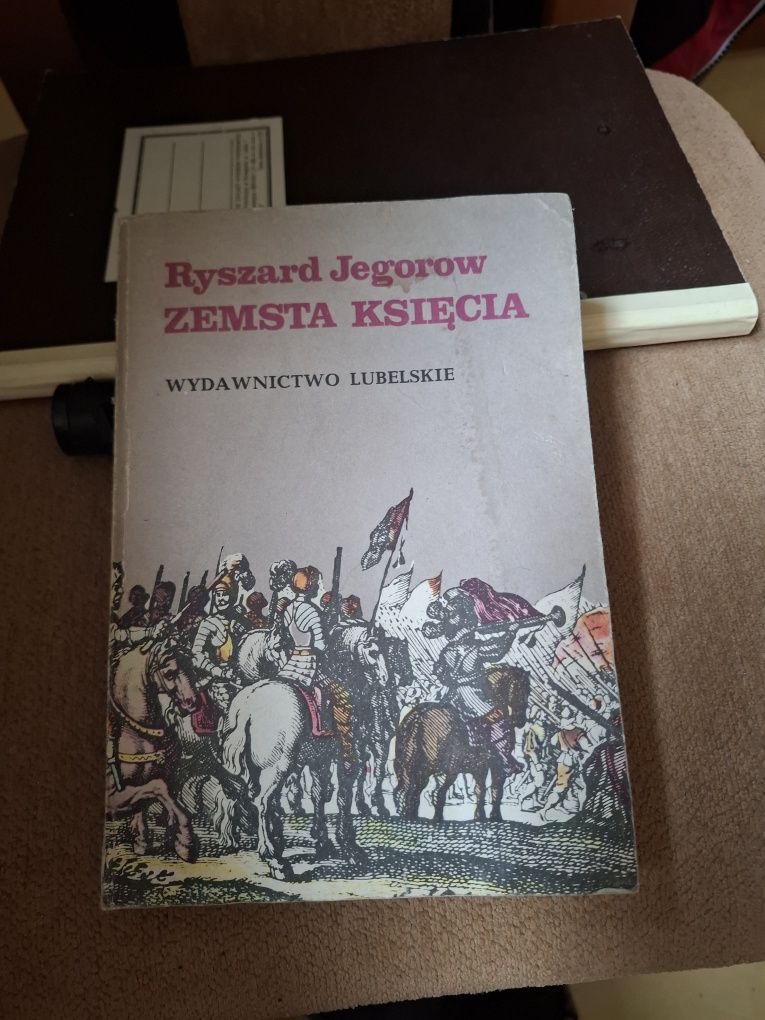 Ryszard Jegorow
ZEMSTA KSIĘCIA
WYDAWNICTWO LUBELSKIE